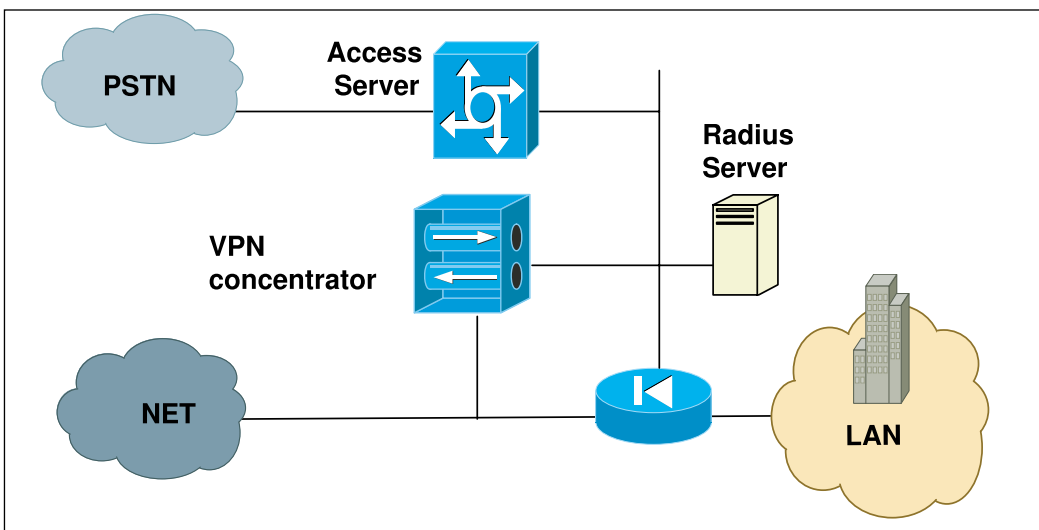 PSTN
Access
Server
Radius
Server
VPN
concentrator
NET
LAN